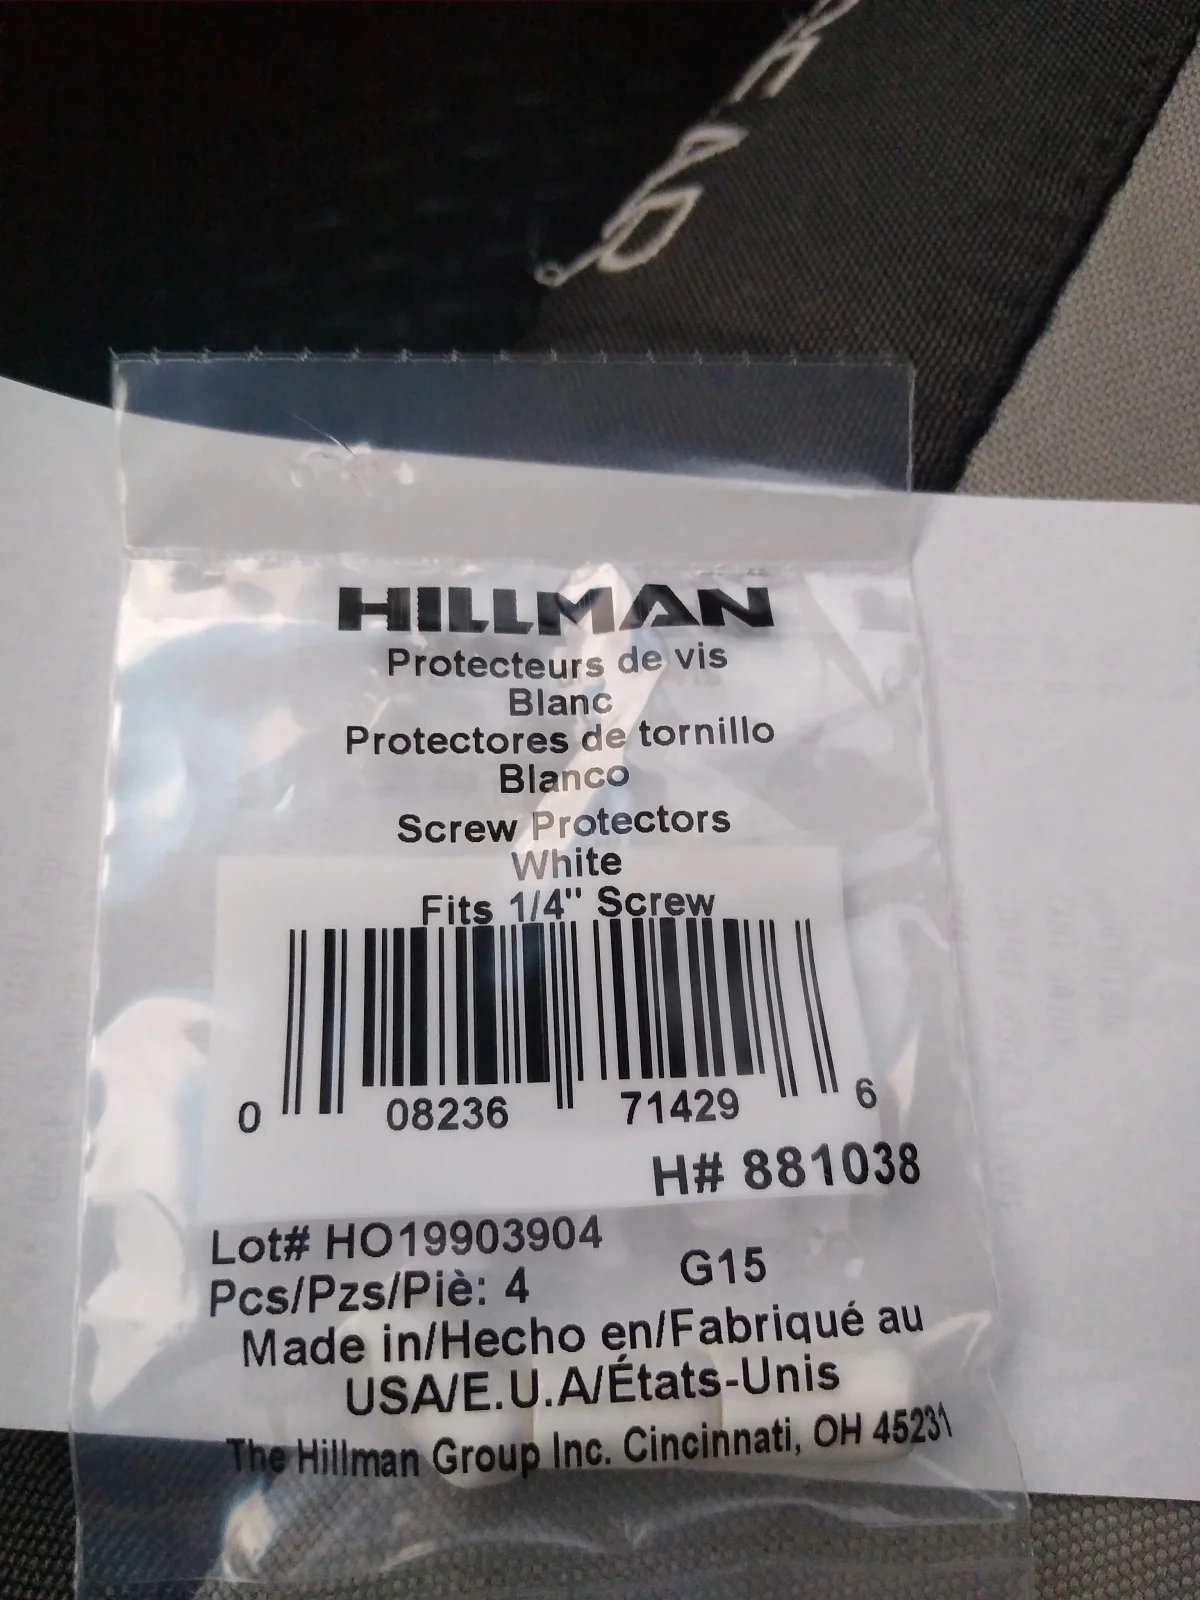 HILLMAN
Protecteurs de vis
Blanc
Protectores de tornillo
Blanco
Screw Protectors
White
Fits 1/4" Screw
0 08236 71429 6
H# 881038
Lot# HO19903904
G15
Pcs/Pzs/Piè: 4
Made in/Hecho en/Fabriqué au
USA/E.U.A/États-Unis
The Hillman Group Inc. Cincinnati, OH 45231